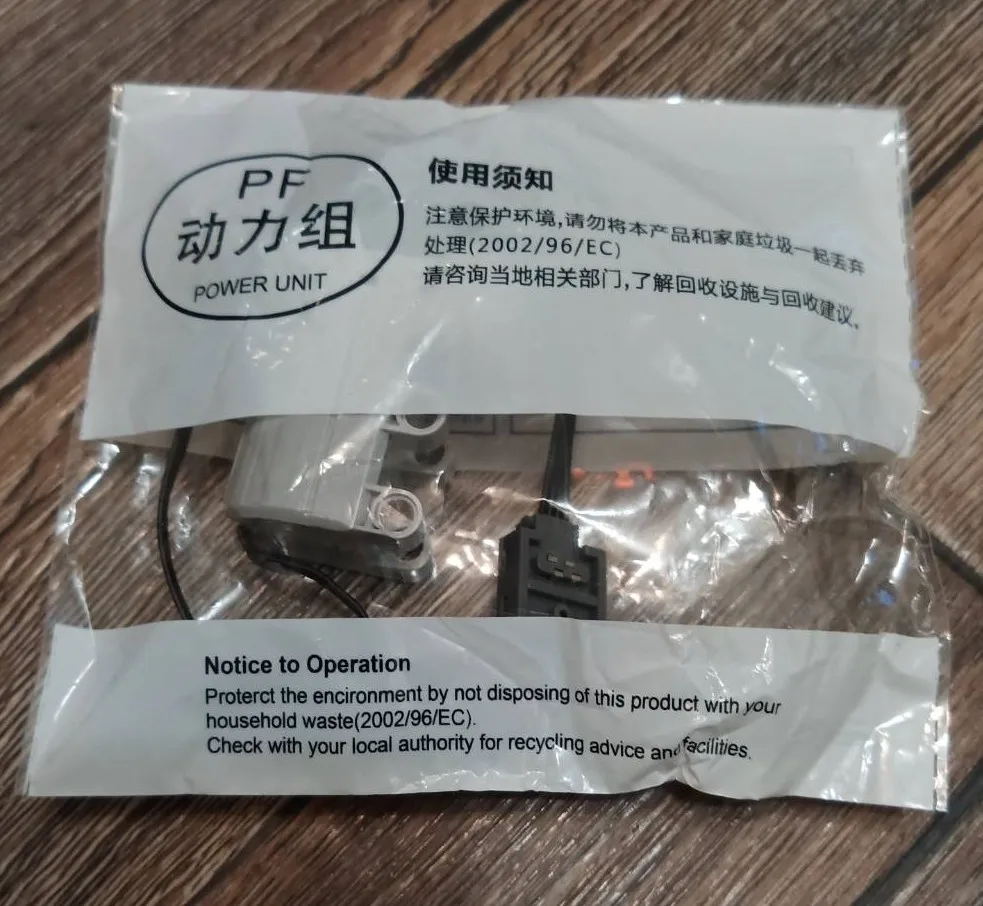 PF
动力组
POWER UNIT
使用须知
注意保护环境,请勿将本产品和家庭垃圾一起丢弃
处理(2002/96/EC)
请咨询当地相关部门,了解回收设施与回收建议。
Notice to Operation
Proterct the encironment by not disposing of this product with your
household waste(2002/96/EC).
Check with your local authority for recycling advice and facilities.